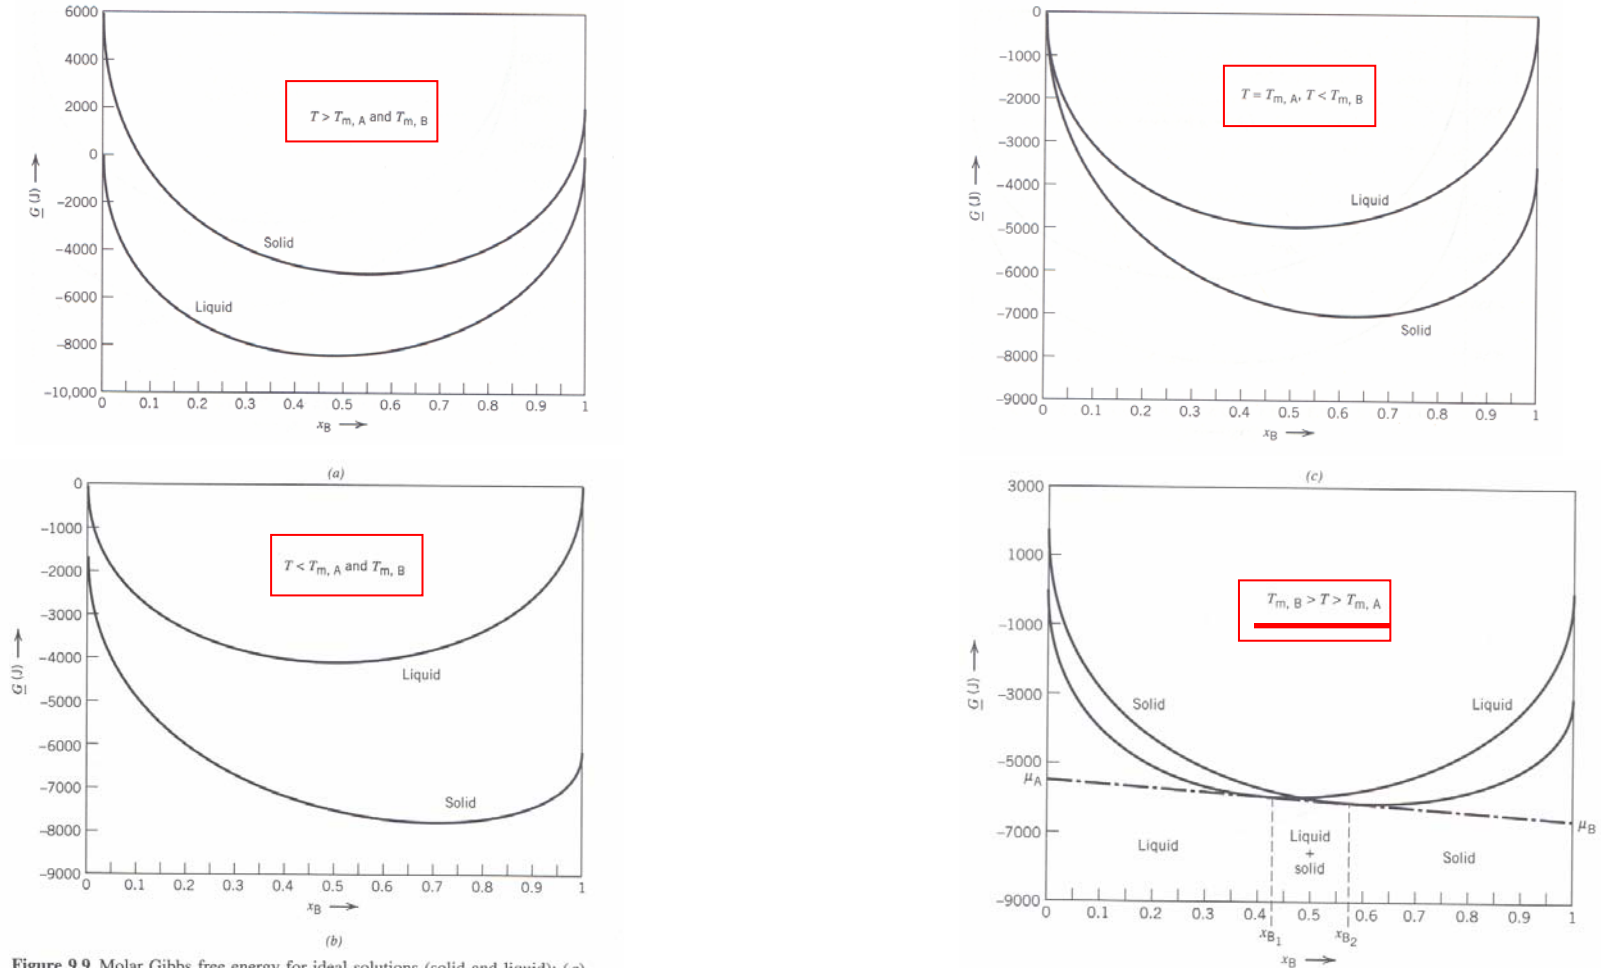 6000
4000
2000
0
−2000
−4000
−6000
−8000
−10,000
G (J)
T > Tm, A and Tm, B
Solid
Liquid
0 0.1 0.2 0.3 0.4 0.5 0.6 0.7 0.8 0.9 1
xB
(a)
0
−1000
−2000
−3000
−4000
−5000
−6000
−7000
−8000
−9000
G (J)
T < Tm, A and Tm, B
Liquid
Solid
0 0.1 0.2 0.3 0.4 0.5 0.6 0.7 0.8 0.9 1
xB
(b)
Figure 9.9 Molar Gibbs free energy for ideal solutions (solid and liquid): (c)
0
−1000
−2000
−3000
−4000
−5000
−6000
−7000
−8000
−9000
G (J)
T = Tm, A, T < Tm, B
Liquid
Solid
0 0.1 0.2 0.3 0.4 0.5 0.6 0.7 0.8 0.9 1
xB
(c)
3000
1000
−1000
−3000
−5000
−7000
−9000
G (J)
Tm, B > T > Tm, A
Solid
Liquid
μA
μB
Liquid
Liquid
+
solid
Solid
0 0.1 0.2 0.3 0.4 0.5 0.6 0.7 0.8 0.9 1
xB1 xB2
xB